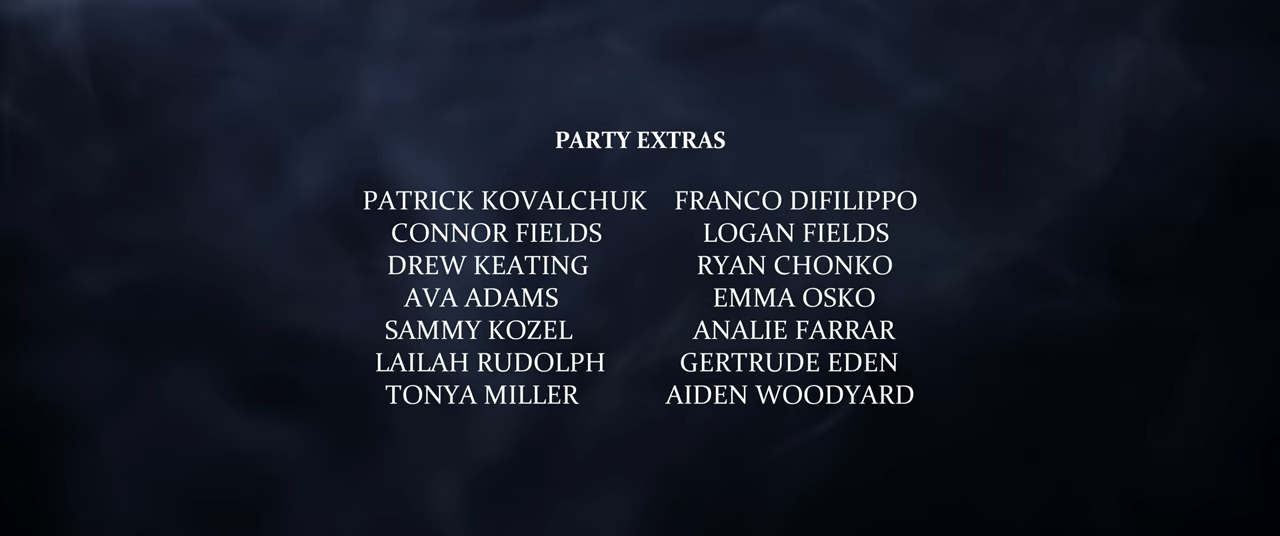 PARTY EXTRAS
PATRICK KOVALCHUK FRANCO DIFILIPPO
CONNOR FIELDS LOGAN FIELDS
DREW KEATING RYAN CHONKO
AVA ADAMS EMMA OSKO
SAMMY KOZEL ANALIE FARRAR
LAILAH RUDOLPH GERTRUDE EDEN
TONYA MILLER AIDEN WOODYARD